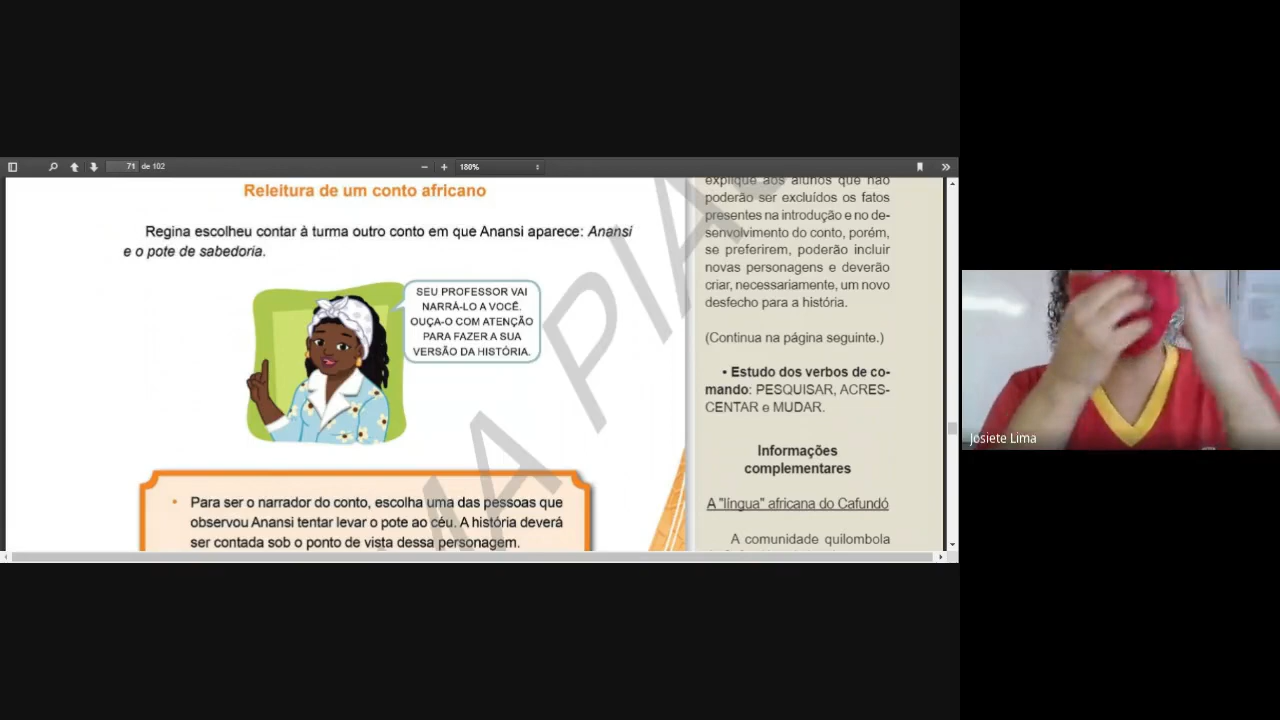 71 de 102
180%
Releitura de um conto africano
Regina escolheu contar à turma outro conto em que Anansi aparece: Anansi
e o pote de sabedoria.
SEU PROFESSOR VAI
NARRÁ-LO A VOCÊ.
OUÇA-O COM ATENÇÃO
PARA FAZER A SUA
VERSÃO DA HISTÓRIA.
• Para ser o narrador do conto, escolha uma das pessoas que
observou Anansi tentar levar o pote ao céu. A história deverá
ser contada sob o ponto de vista dessa personagem.
explique aos alunos que não
poderão ser excluídos os fatos
presentes na introdução e no de-
senvolvimento do conto, porém,
se preferirem, poderão incluir
novas personagens e deverão
criar, necessariamente, um novo
desfecho para a história.
(Continua na página seguinte.)
• Estudo dos verbos de co-
mando: PESQUISAR, ACRES-
CENTAR e MUDAR.
Informações
complementares
A "língua" africana do Cafundó
A comunidade quilombola
Josiete Lima